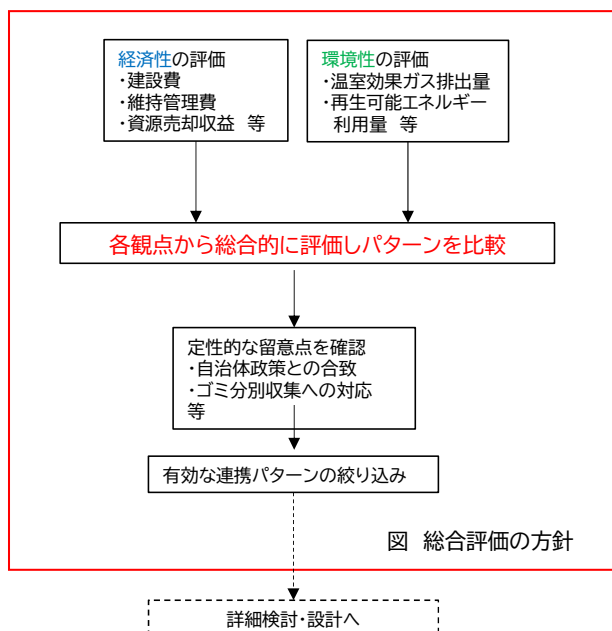 経済性の評価
・建設費
・維持管理費
・資源売却収益　等
環境性の評価
・温室効果ガス排出量
・再生可能エネルギー
利用量　等
各観点から総合的に評価しパターンを比較
定性的な留意点を確認
・自治体政策との合致
・ゴミ分別収集への対応
等
有効な連携パターンの絞り込み
図　総合評価の方針
詳細検討・設計へ